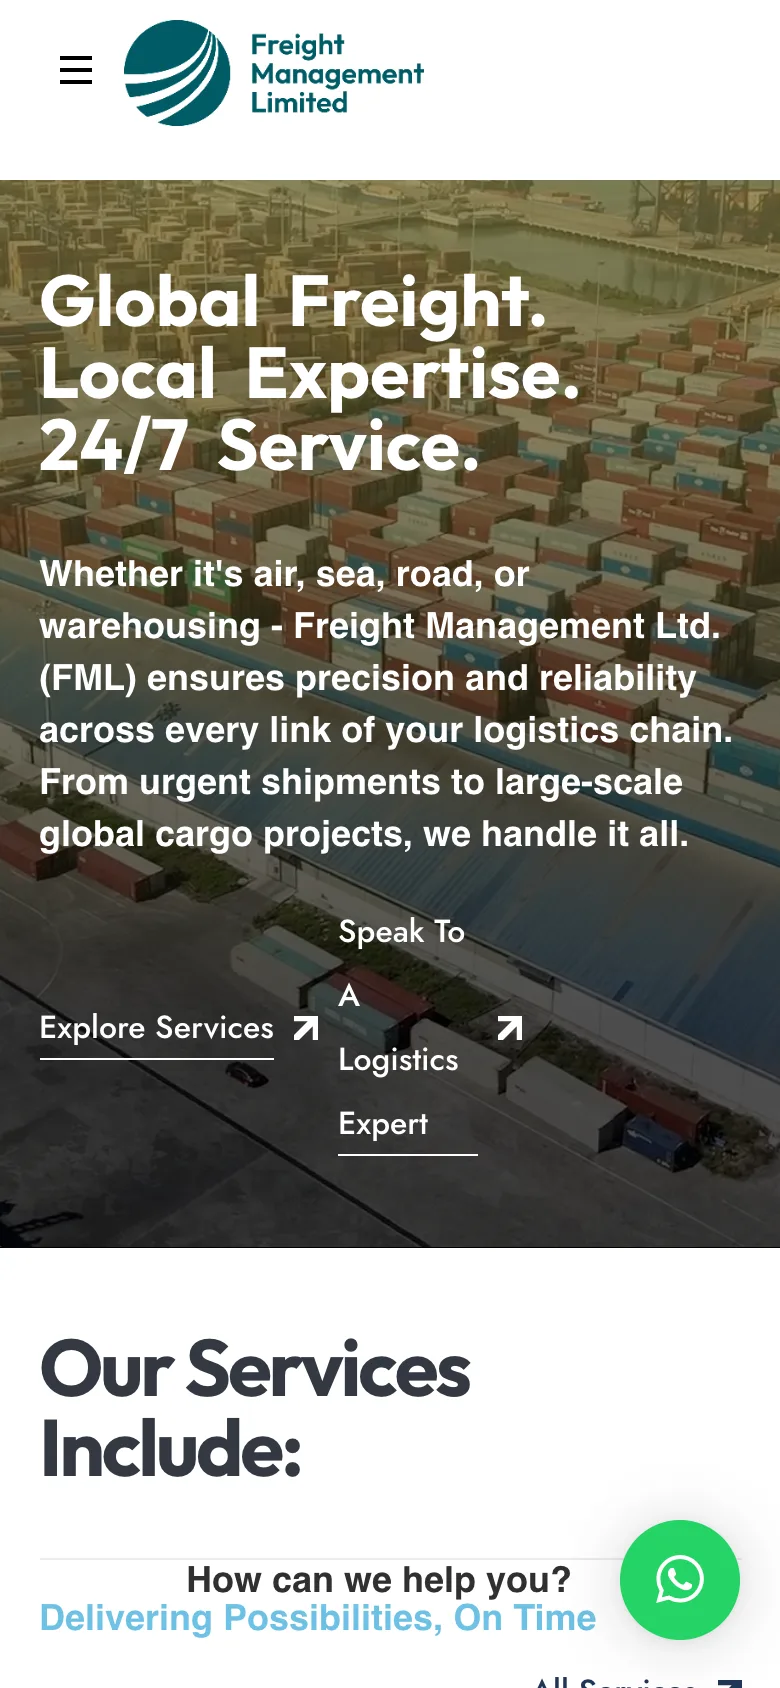 Freight
Management
Limited
Global Freight.
Local Expertise.
24/7 Service.
Whether it's air, sea, road, or
warehousing - Freight Management Ltd.
(FML) ensures precision and reliability
across every link of your logistics chain.
From urgent shipments to large-scale
global cargo projects, we handle it all.
Explore Services
Speak To
A
Logistics
Expert
Our Services
Include:
How can we help you?
Delivering Possibilities, On Time
All Services